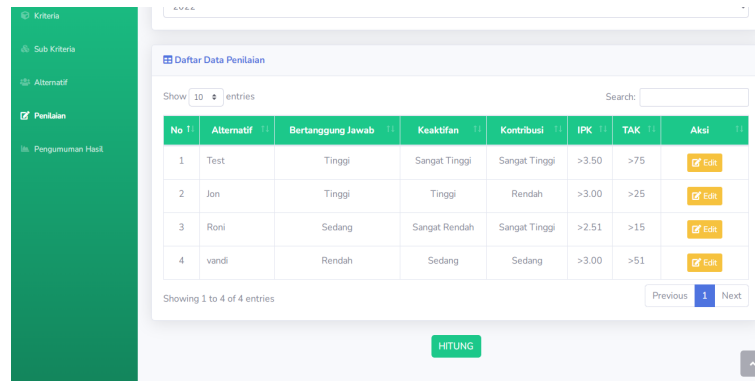 Kriteria
Sub Kriteria
Alternatif
Penilaian
Pengumuman Hasil
2022
Daftar Data Penilaian
Show 10 entries
Search:
No Alternatif Bertanggung Jawab Keaktifan Kontribusi IPK TAK Aksi
1 Test Tinggi Sangat Tinggi Sangat Tinggi >3.50 >75 Edit
2 Jon Tinggi Tinggi Rendah >3.00 >25 Edit
3 Roni Sedang Sangat Rendah Sangat Tinggi >2.51 >15 Edit
4 vandi Rendah Sedang Sedang >3.00 >51 Edit
Showing 1 to 4 of 4 entries
Previous 1 Next
HITUNG